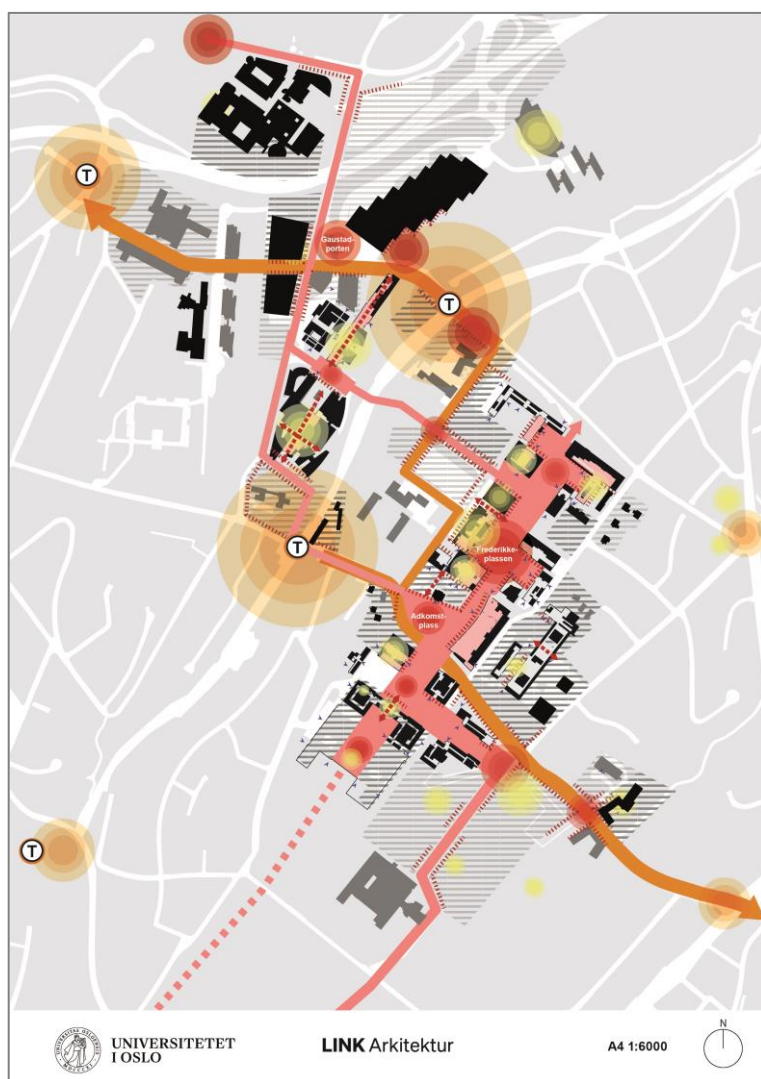 T
Gaustad-
porten
T
T
Frederikke-
plassen
Adkomst-
plass
T
UNIVERSITETET
I OSLO
LINK Arkitektur
A4 1:6000
N